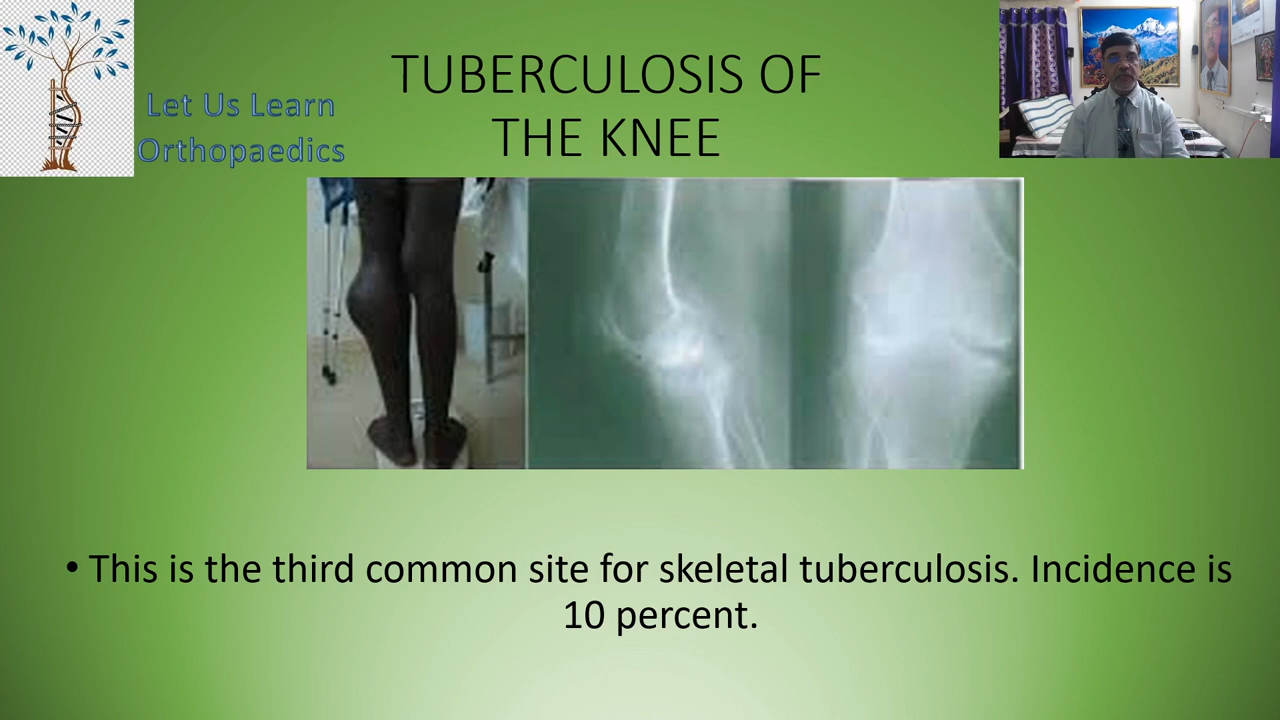 TUBERCULOSIS OF
THE KNEE
Let Us Learn
Orthopaedics
• This is the third common site for skeletal tuberculosis. Incidence is
10 percent.